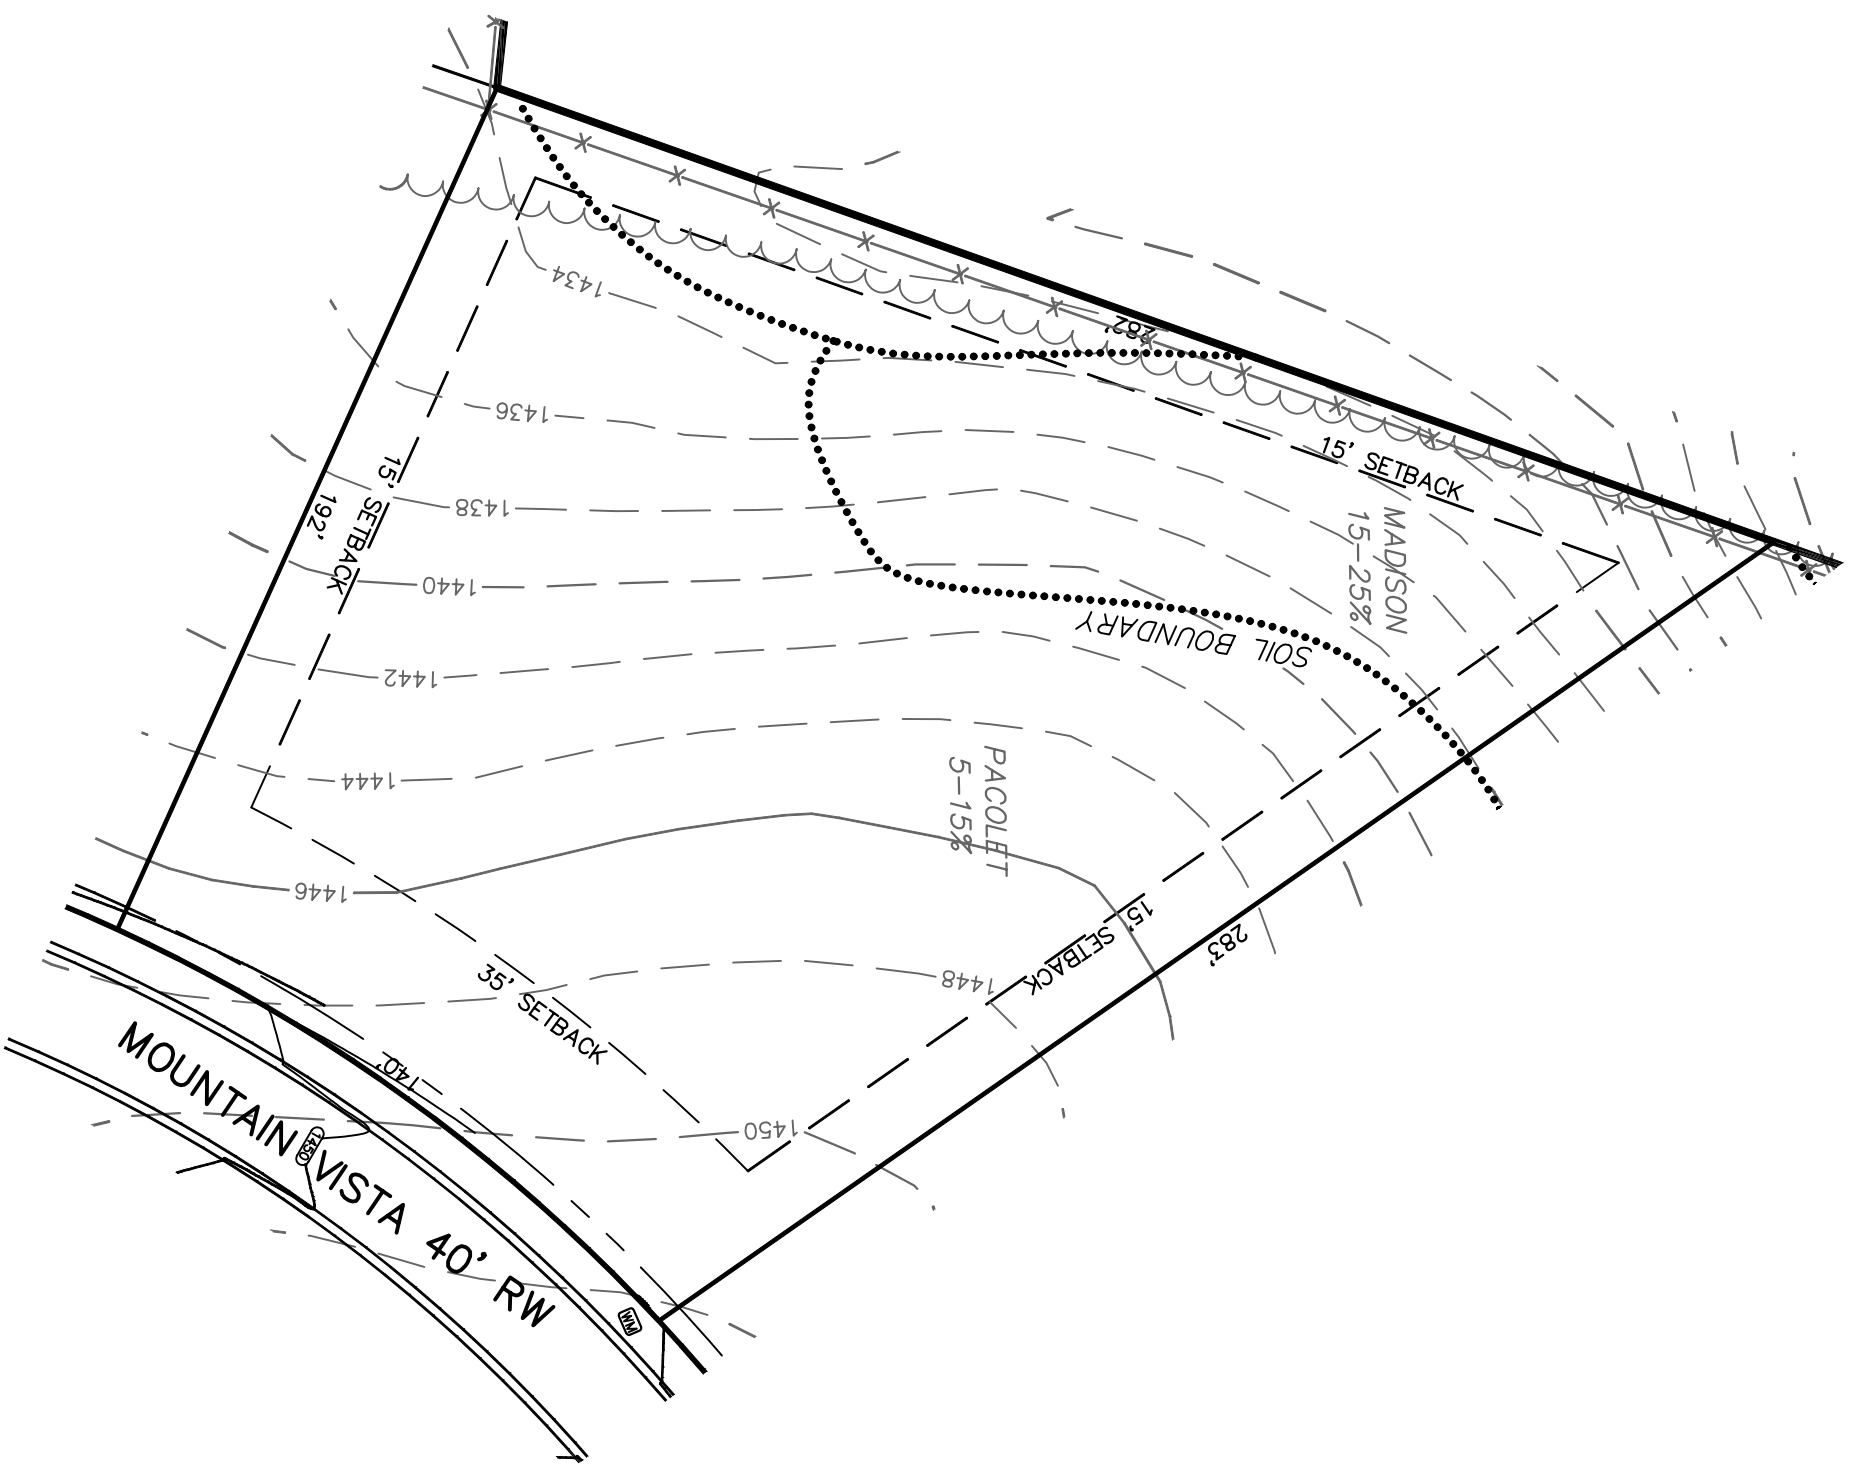 282'
1434
1436
15' SETBACK
15' SETBACK
192'
1438
MADISON
15-25%
1440
SOIL BOUNDARY
1442
1444
PACOLET
5-15%
1446
15' SETBACK
283'
35' SETBACK
1448
140'
1450
MOUNTAIN VISTA 40' RW
1450
WM